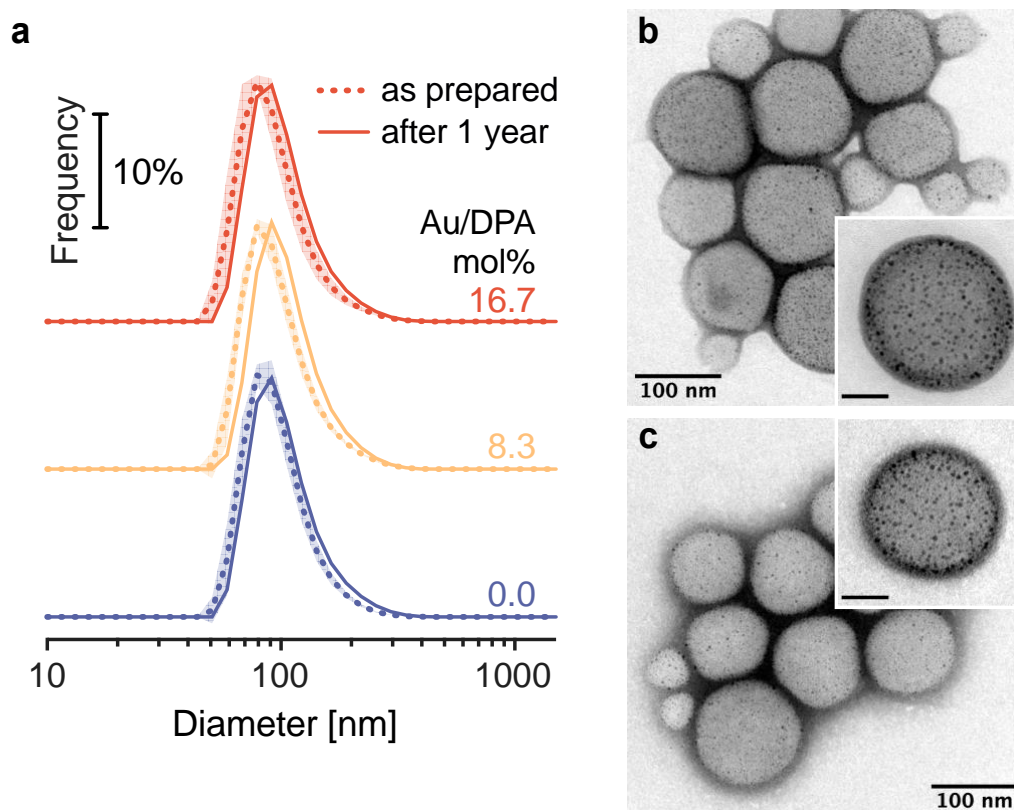 a
Frequency
10%
as prepared
after 1 year
Au/DPA
mol%
16.7
8.3
0.0
10
100
1000
Diameter [nm]
b
100 nm
c
100 nm